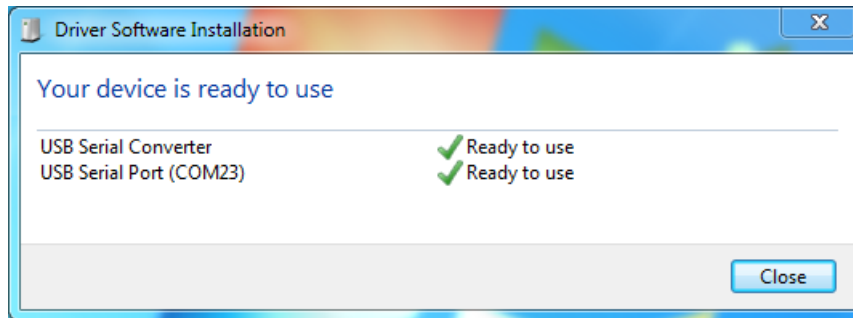 Driver Software Installation
Your device is ready to use
USB Serial Converter Ready to use
USB Serial Port (COM23) Ready to use
Close